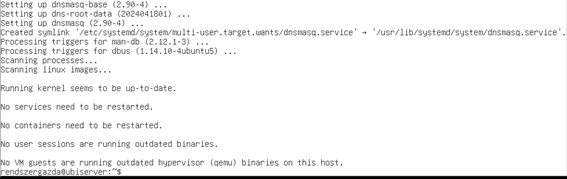 Setting up dnsmasq-base (2.90-4) ...
Setting up dns-root-data (2024041801) ...
Setting up dnsmasq (2.90-4) ...
Created symlink '/etc/systemd/system/multi-user.target.wants/dnsmasq.service' → '/usr/lib/systemd/system/dnsmasq.service'.
Processing triggers for man-db (2.12.1-3) ...
Processing triggers for dbus (1.14.10-4ubuntu5) ...
Scanning processes...
Scanning linux images...
Running kernel seems to be up-to-date.
No services need to be restarted.
No containers need to be restarted.
No user sessions are running outdated binaries.
No VM guests are running outdated hypervisor (qemu) binaries on this host.
rendszergazda@ubiserver:~$